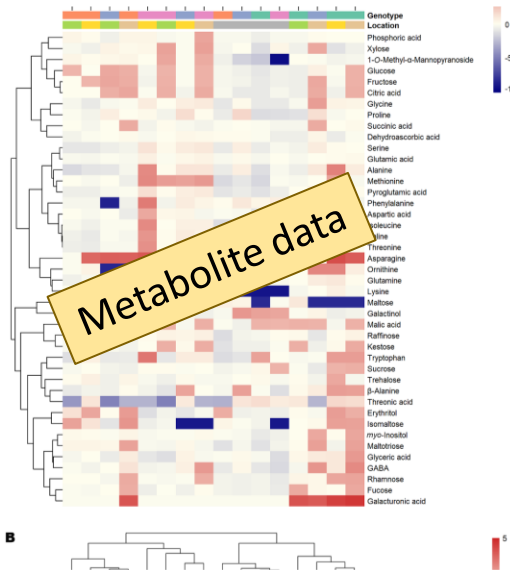 Genotype
Location
Phosphoric acid
Xylose
1-O-Methyl-α-Mannopyranoside
Glucose
Fructose
Citric acid
Glycine
Proline
Succinic acid
Dehydroascorbic acid
Serine
Glutamic acid
Alanine
Methionine
Pyroglutamic acid
Phenylalanine
Aspartic acid
Threonine
Asparagine
Ornithine
Glutamine
Lysine
Maltose
Galactinol
Malic acid
Raffinose
Kestose
Tryptophan
Sucrose
Trehalose
β-Alanine
Threonic acid
Erythritol
Isomaltose
myo-Inositol
Maltotriose
Glyceric acid
GABA
Rhamnose
Fucose
Galacturonic acid
0
-5
Metabolite data
B
5